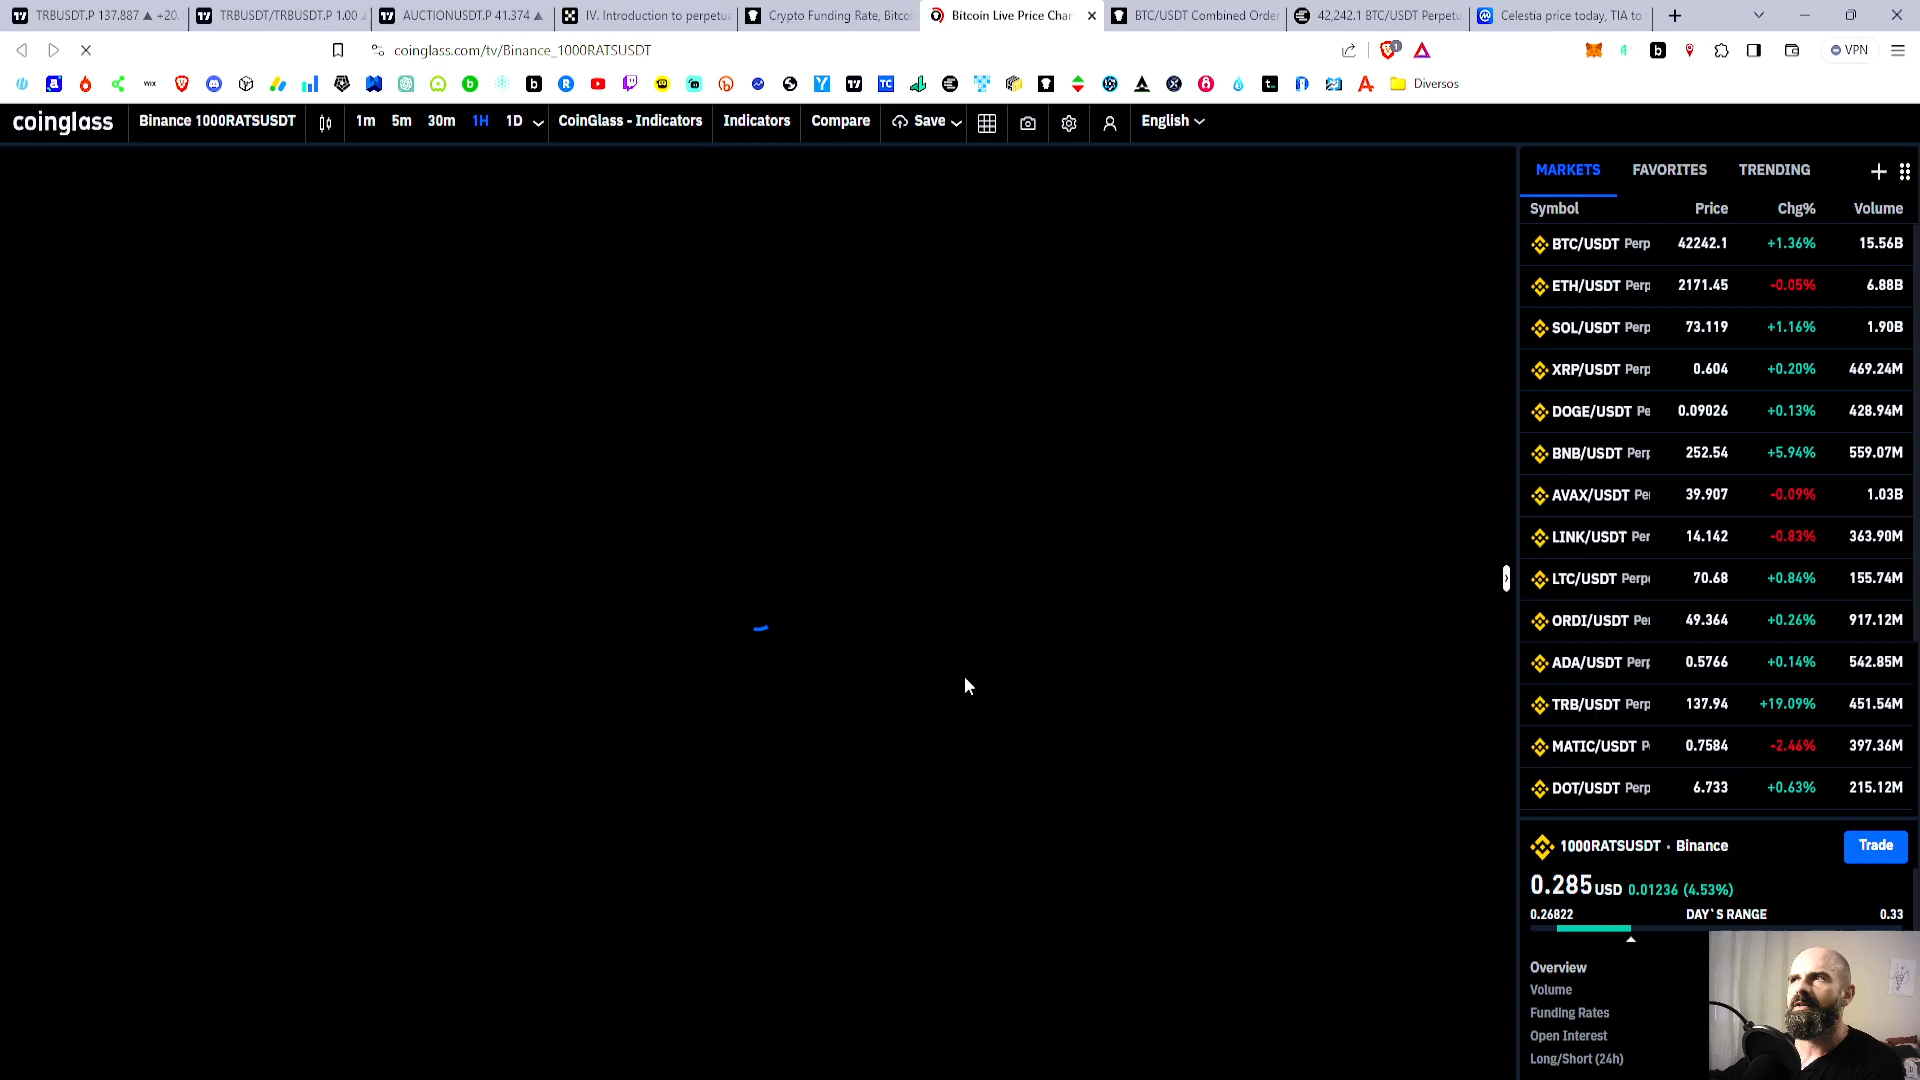 TRBUSDT.P 137.887 ▲ +20. TRBUSDT/TRBUSDT.P 1.00 AUCTIONUSDT.P 41.374 ▲ IV. Introduction to perpetu Crypto Funding Rate, Bitcoi Bitcoin Live Price Char BTC/USDT Combined Order 42,242.1 BTC/USDT Perpetu Celestia price today, TIA to
coinglass.com/tv/Binance_1000RATSUSDT 1 VPN
Diversos
coinglass Binance 1000RATSUSDT 1m 5m 30m 1H 1D CoinGlass - Indicators Indicators Compare Save English
MARKETS FAVORITES TRENDING
Symbol Price Chg% Volume
BTC/USDT Perp 42242.1 +1.36% 15.56B
ETH/USDT Perp 2171.45 -0.05% 6.88B
SOL/USDT Perp 73.119 +1.16% 1.90B
XRP/USDT Perp 0.604 +0.20% 469.24M
DOGE/USDT Pe 0.09026 +0.13% 428.94M
BNB/USDT Perp 252.54 +5.94% 559.07M
AVAX/USDT Per 39.907 -0.09% 1.03B
LINK/USDT Per 14.142 -0.83% 363.90M
LTC/USDT Perp 70.68 +0.84% 155.74M
ORDI/USDT Per 49.364 +0.26% 917.12M
ADA/USDT Perp 0.5766 +0.14% 542.85M
TRB/USDT Perp 137.94 +19.09% 451.54M
MATIC/USDT P 0.7584 -2.46% 397.36M
DOT/USDT Perp 6.733 +0.63% 215.12M
1000RATSUSDT · Binance Trade
0.285 USD 0.01236 (4.53%)
0.26822 DAY`S RANGE 0.33
Overview
Volume
Funding Rates
Open Interest
Long/Short (24h)